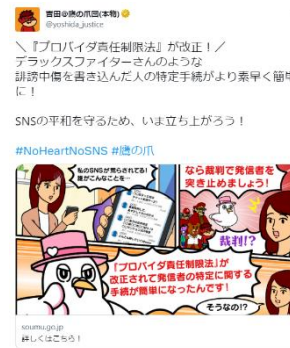 吉田@鷹の爪団(本物)
@yoshida_justice
＼『プロバイダ責任制限法』が改正！／
デラックスファイターさんのような
誹謗中傷を書き込んだ人の特定手続がより素早く簡単
に！
SNSの平和を守るため、いま立ち上がろう！
#NoHeartNoSNS #鷹の爪
私のSNSが荒らされてる!
誰がこんなことを…
なら裁判で発信者を
突き止めましょう!
裁判!?
「プロバイダ責任制限法」が
改正されて発信者の特定に関する
手続が簡単になったんです!
そうなの!?
soumu.go.jp
詳しくはこちら！